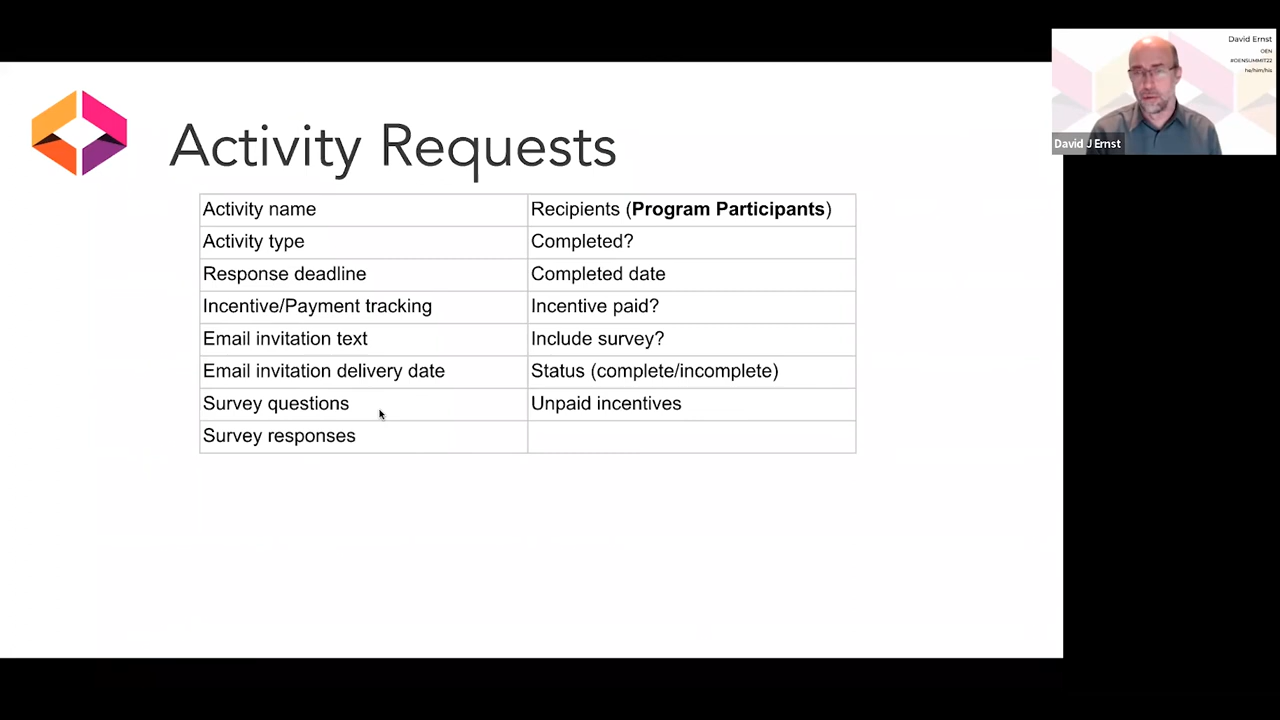 Activity Requests
Activity name
Recipients (Program Participants)
Activity type
Completed?
Response deadline
Completed date
Incentive/Payment tracking
Incentive paid?
Email invitation text
Include survey?
Email invitation delivery date
Status (complete/incomplete)
Survey questions
Unpaid incentives
Survey responses
David Ernst
OEN
#OENSUMMIT22
he/him/his
David J Ernst